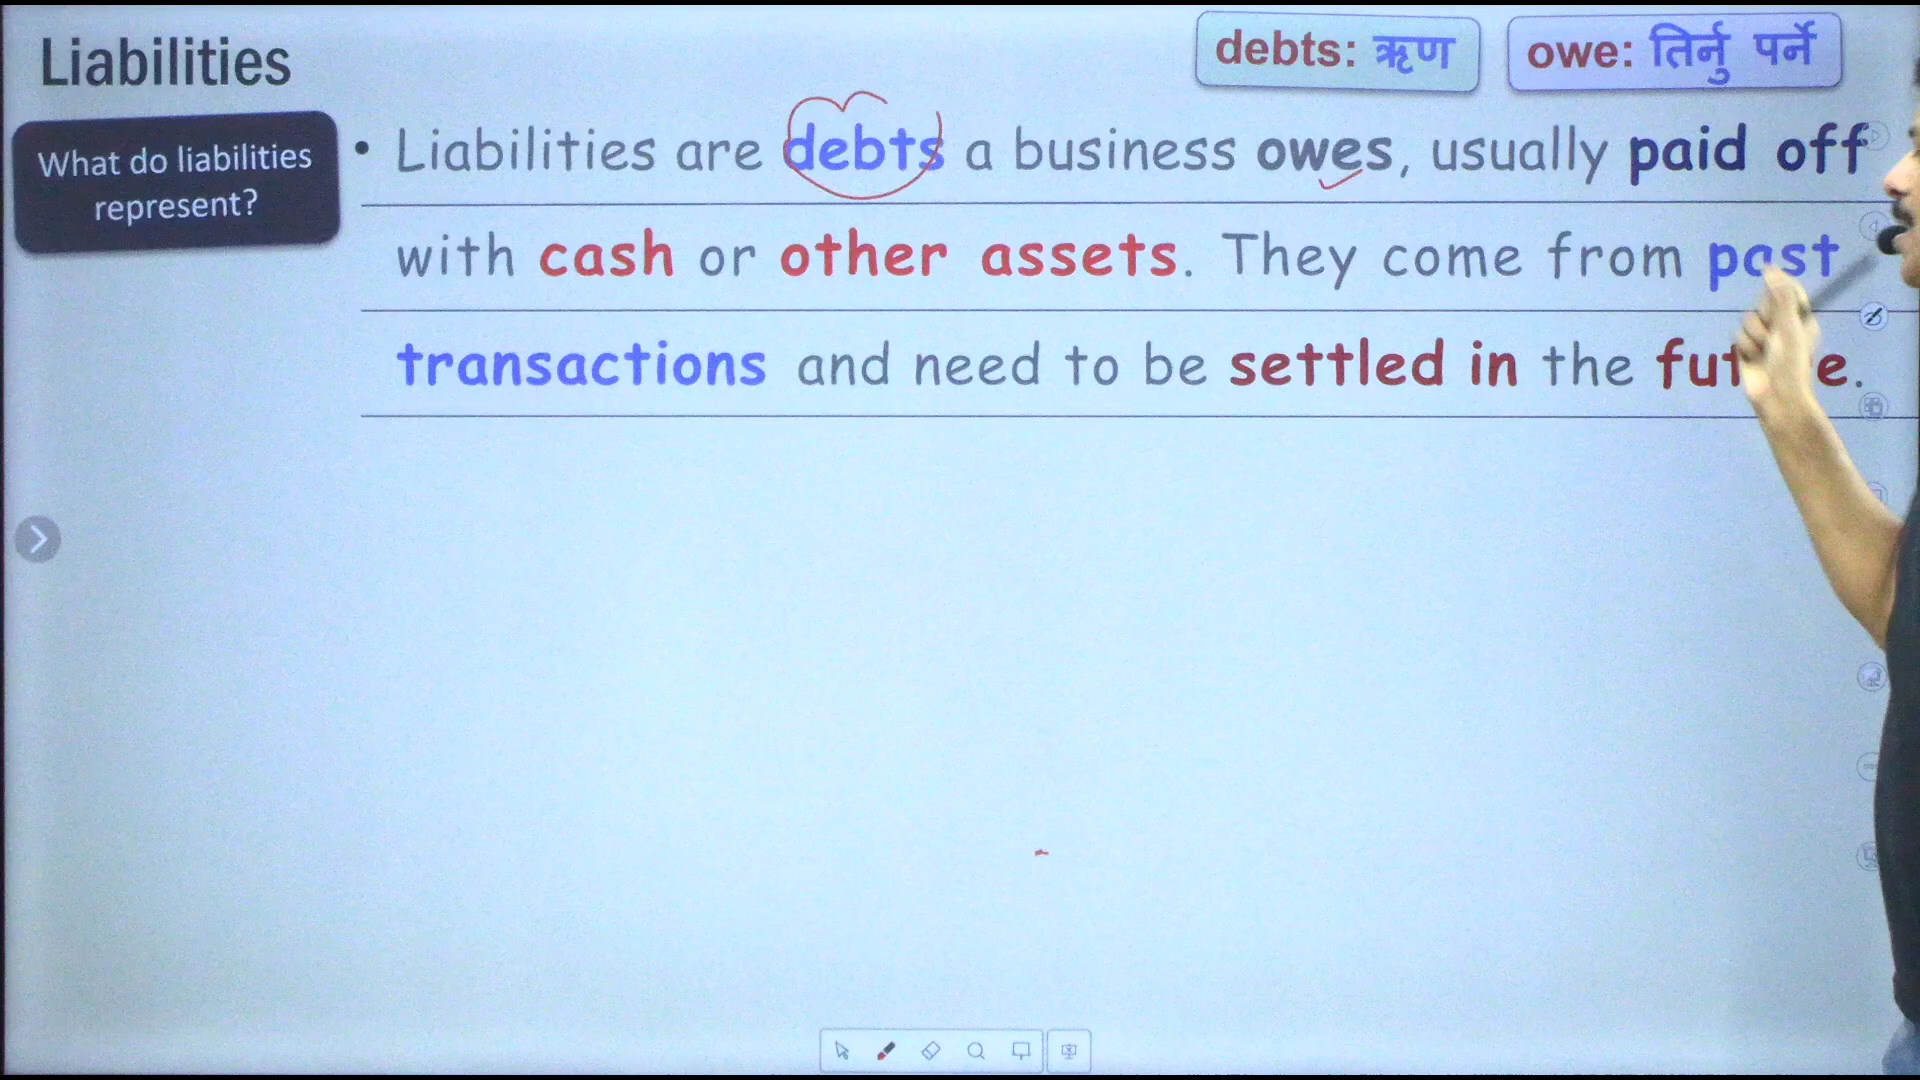 Liabilities
debts: ऋण
owe: तिर्नु पर्ने
What do liabilities
represent?
• Liabilities are debts a business owes, usually paid off
with cash or other assets. They come from past
transactions and need to be settled in the